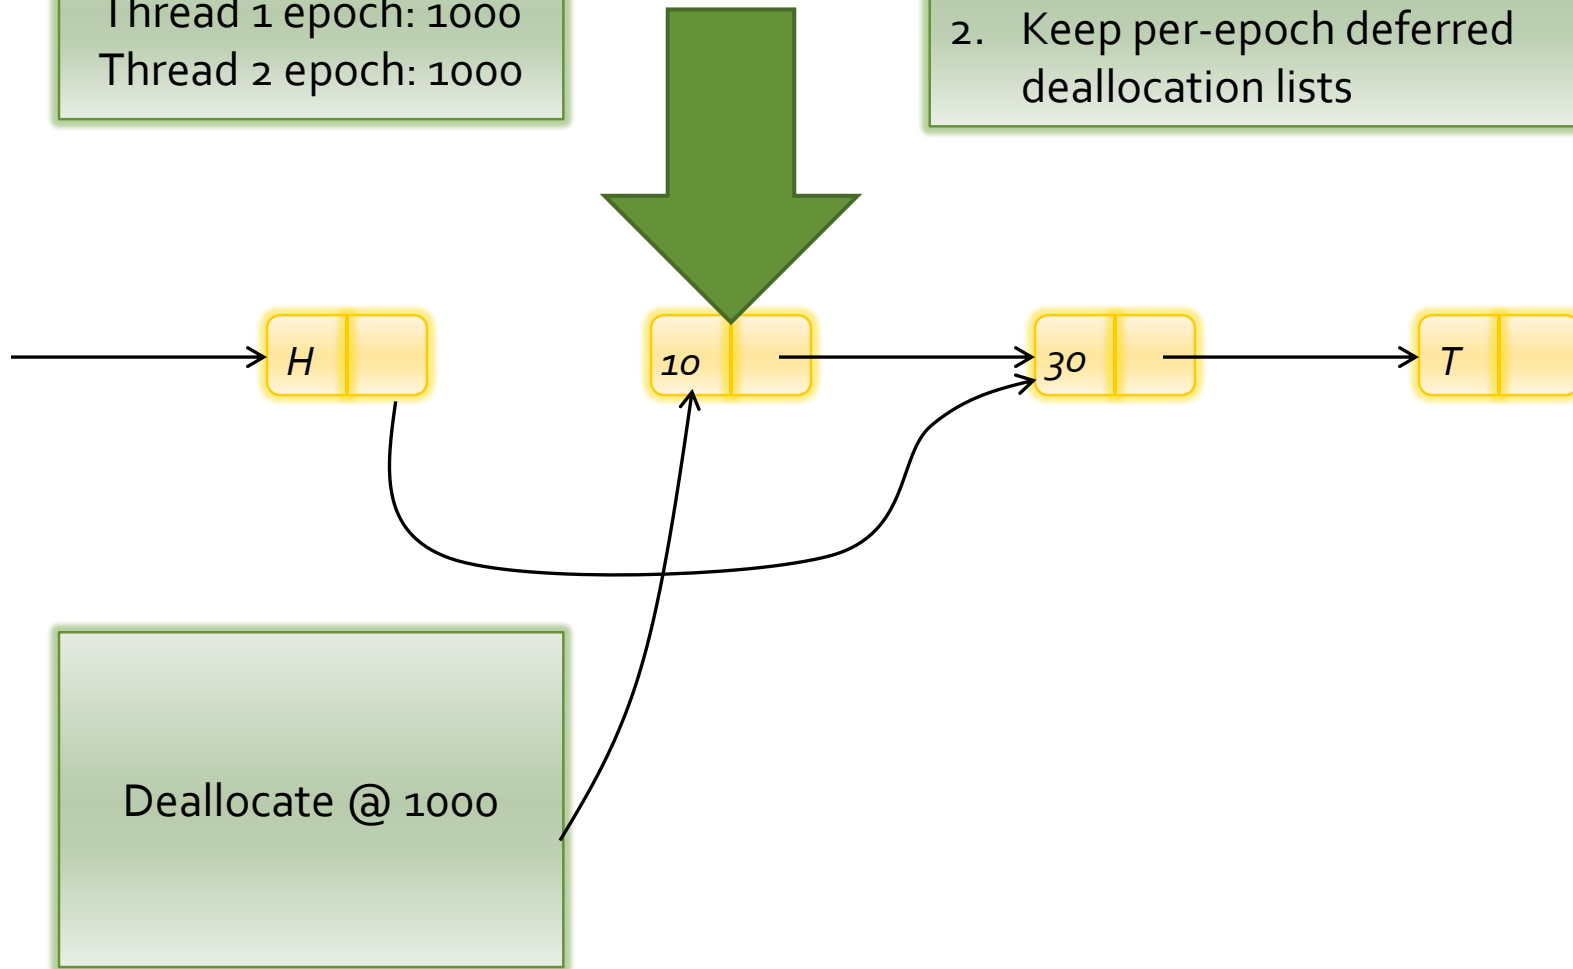 Thread 1 epoch: 1000
Thread 2 epoch: 1000
2. Keep per-epoch deferred
deallocation lists
H
10
30
T
Deallocate @ 1000